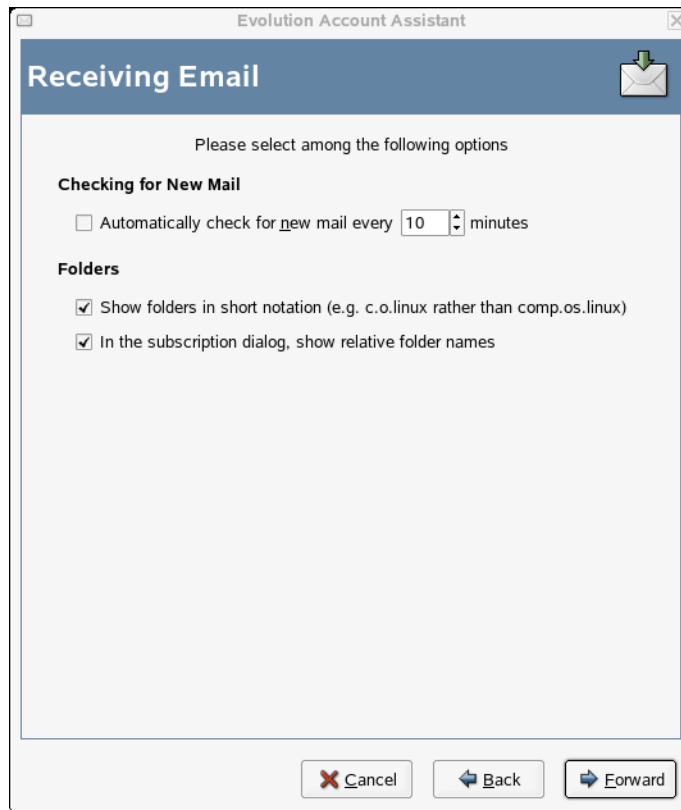 Evolution Account Assistant
Receiving Email
Please select among the following options
Checking for New Mail
Automatically check for new mail every 10 minutes
Folders
Show folders in short notation (e.g. c.o.linux rather than comp.os.linux)
In the subscription dialog, show relative folder names
Cancel Back Forward